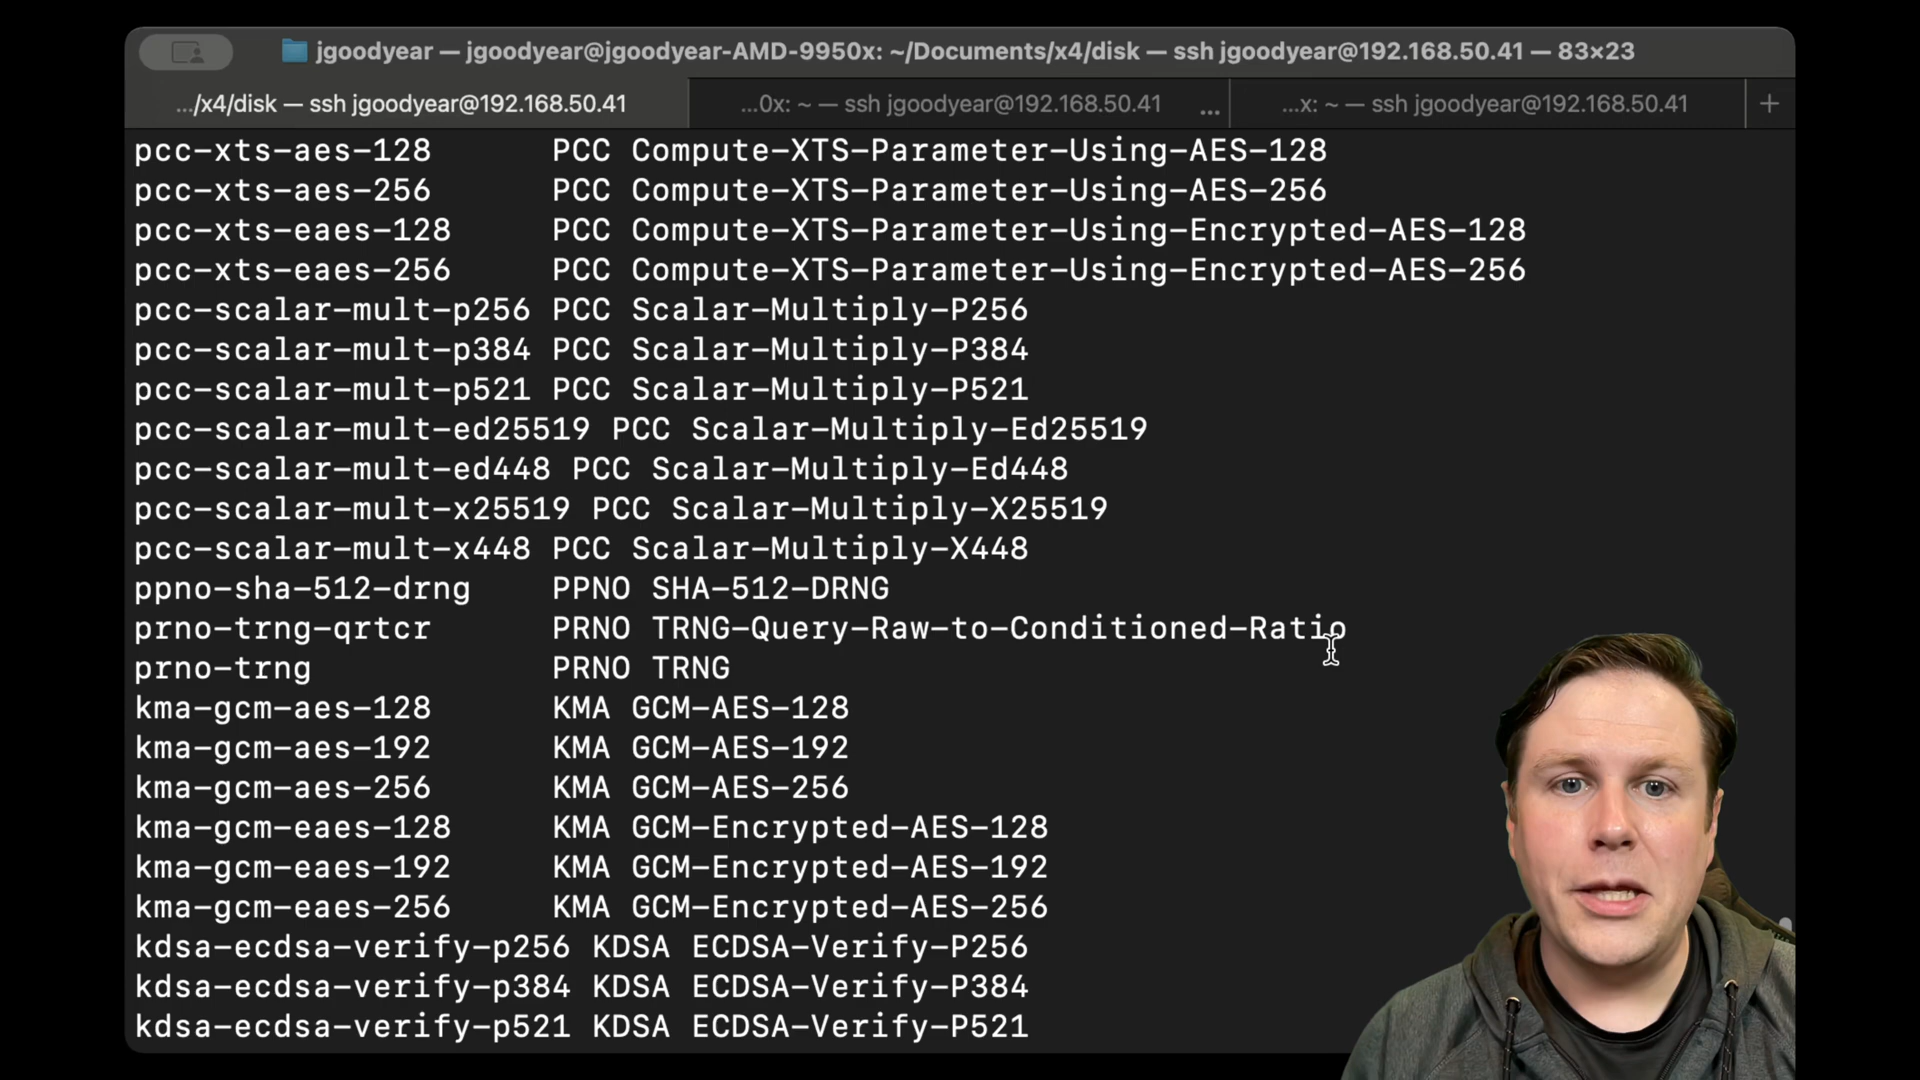 jgoodyear — jgoodyear@jgoodyear-AMD-9950x: ~/Documents/x4/disk — ssh jgoodyear@192.168.50.41 — 83×23
.../x4/disk — ssh jgoodyear@192.168.50.41
...0x: ~ — ssh jgoodyear@192.168.50.41 ...
...x: ~ — ssh jgoodyear@192.168.50.41
+
pcc-xts-aes-128 PCC Compute-XTS-Parameter-Using-AES-128
pcc-xts-aes-256 PCC Compute-XTS-Parameter-Using-AES-256
pcc-xts-eaes-128 PCC Compute-XTS-Parameter-Using-Encrypted-AES-128
pcc-xts-eaes-256 PCC Compute-XTS-Parameter-Using-Encrypted-AES-256
pcc-scalar-mult-p256 PCC Scalar-Multiply-P256
pcc-scalar-mult-p384 PCC Scalar-Multiply-P384
pcc-scalar-mult-p521 PCC Scalar-Multiply-P521
pcc-scalar-mult-ed25519 PCC Scalar-Multiply-Ed25519
pcc-scalar-mult-ed448 PCC Scalar-Multiply-Ed448
pcc-scalar-mult-x25519 PCC Scalar-Multiply-X25519
pcc-scalar-mult-x448 PCC Scalar-Multiply-X448
ppno-sha-512-drng PPNO SHA-512-DRNG
prno-trng-qrtcr PRNO TRNG-Query-Raw-to-Conditioned-Ratio
prno-trng PRNO TRNG
kma-gcm-aes-128 KMA GCM-AES-128
kma-gcm-aes-192 KMA GCM-AES-192
kma-gcm-aes-256 KMA GCM-AES-256
kma-gcm-eaes-128 KMA GCM-Encrypted-AES-128
kma-gcm-eaes-192 KMA GCM-Encrypted-AES-192
kma-gcm-eaes-256 KMA GCM-Encrypted-AES-256
kdsa-ecdsa-verify-p256 KDSA ECDSA-Verify-P256
kdsa-ecdsa-verify-p384 KDSA ECDSA-Verify-P384
kdsa-ecdsa-verify-p521 KDSA ECDSA-Verify-P521